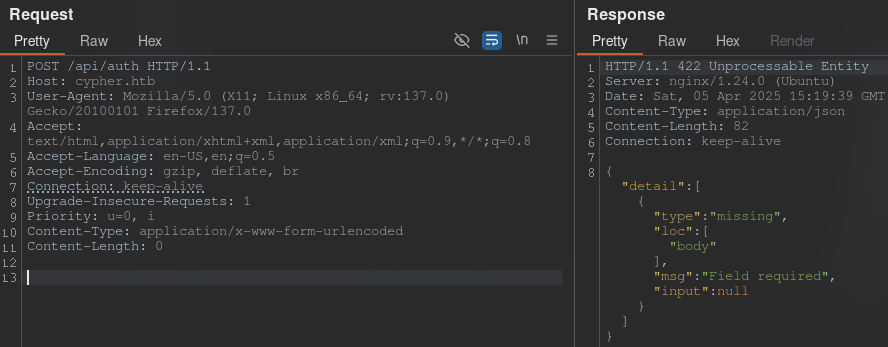 Request
Pretty Raw Hex
\n
1 POST /api/auth HTTP/1.1
2 Host: cypher.htb
3 User-Agent: Mozilla/5.0 (X11; Linux x86_64; rv:137.0)
Gecko/20100101 Firefox/137.0
4 Accept:
text/html,application/xhtml+xml,application/xml;q=0.9,*/*;q=0.8
5 Accept-Language: en-US,en;q=0.5
6 Accept-Encoding: gzip, deflate, br
7 Connection: keep-alive
8 Upgrade-Insecure-Requests: 1
9 Priority: u=0, i
10 Content-Type: application/x-www-form-urlencoded
11 Content-Length: 0
12
13
Response
Pretty Raw Hex Render
1 HTTP/1.1 422 Unprocessable Entity
2 Server: nginx/1.24.0 (Ubuntu)
3 Date: Sat, 05 Apr 2025 15:19:39 GMT
4 Content-Type: application/json
5 Content-Length: 82
6 Connection: keep-alive
7
8 {
"detail":[
{
"type":"missing",
"loc":[
"body"
],
"msg":"Field required",
"input":null
}
]
}